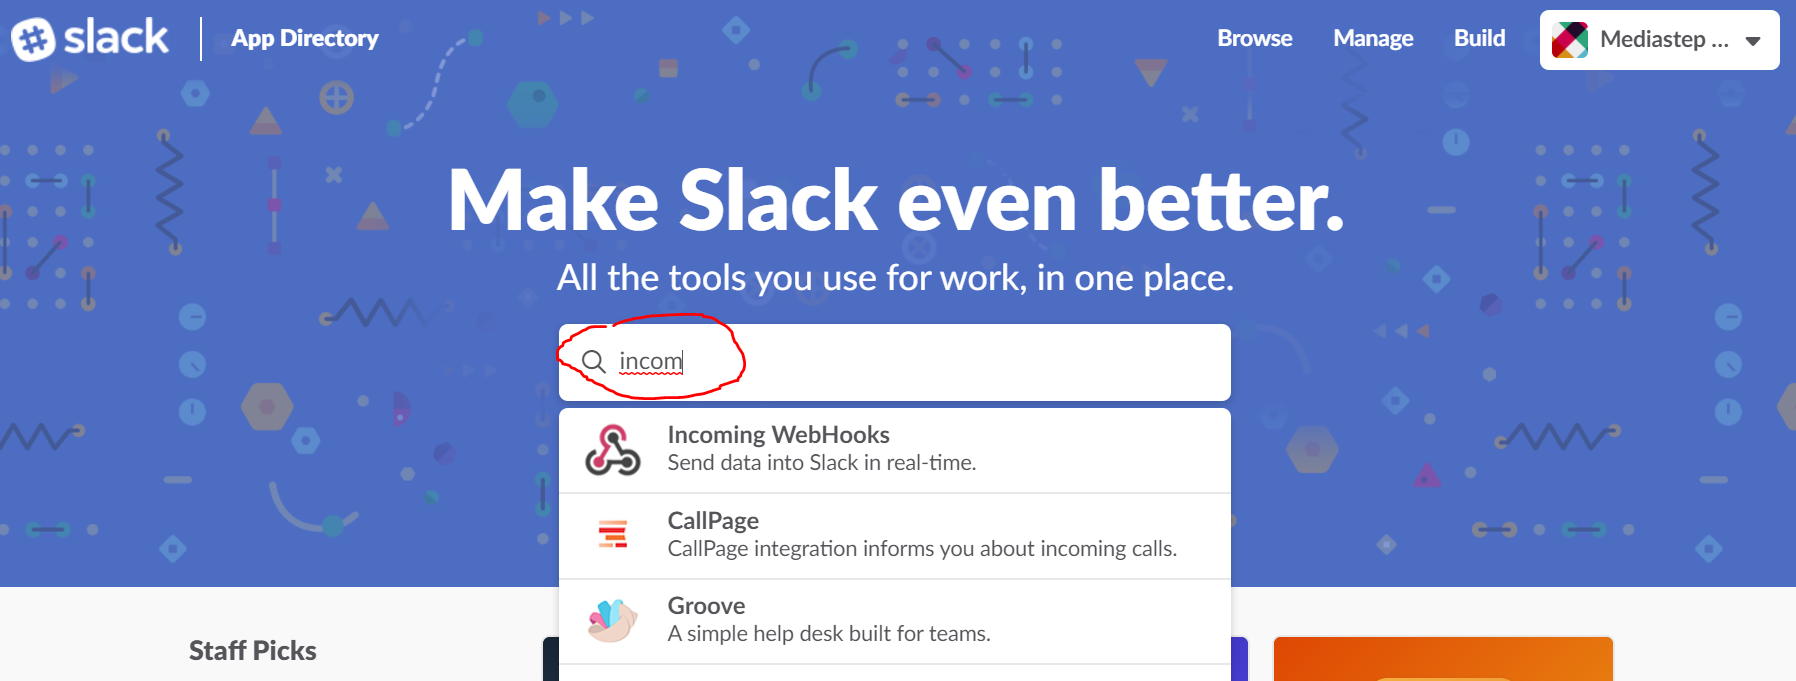 slack App Directory Browse Manage Build Mediastep ...
Make Slack even better.
All the tools you use for work, in one place.
incom
Incoming WebHooks
Send data into Slack in real-time.
CallPage
CallPage integration informs you about incoming calls.
Groove
A simple help desk built for teams.
Staff Picks